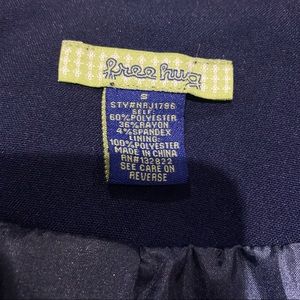 free hug
S
STY#NRJ1786
SELF:
60%POLYESTER
36%RAYON
4%SPANDEX
LINING:
100%POLYESTER
MADE IN CHINA
RN#132822
SEE CARE ON
REVERSE